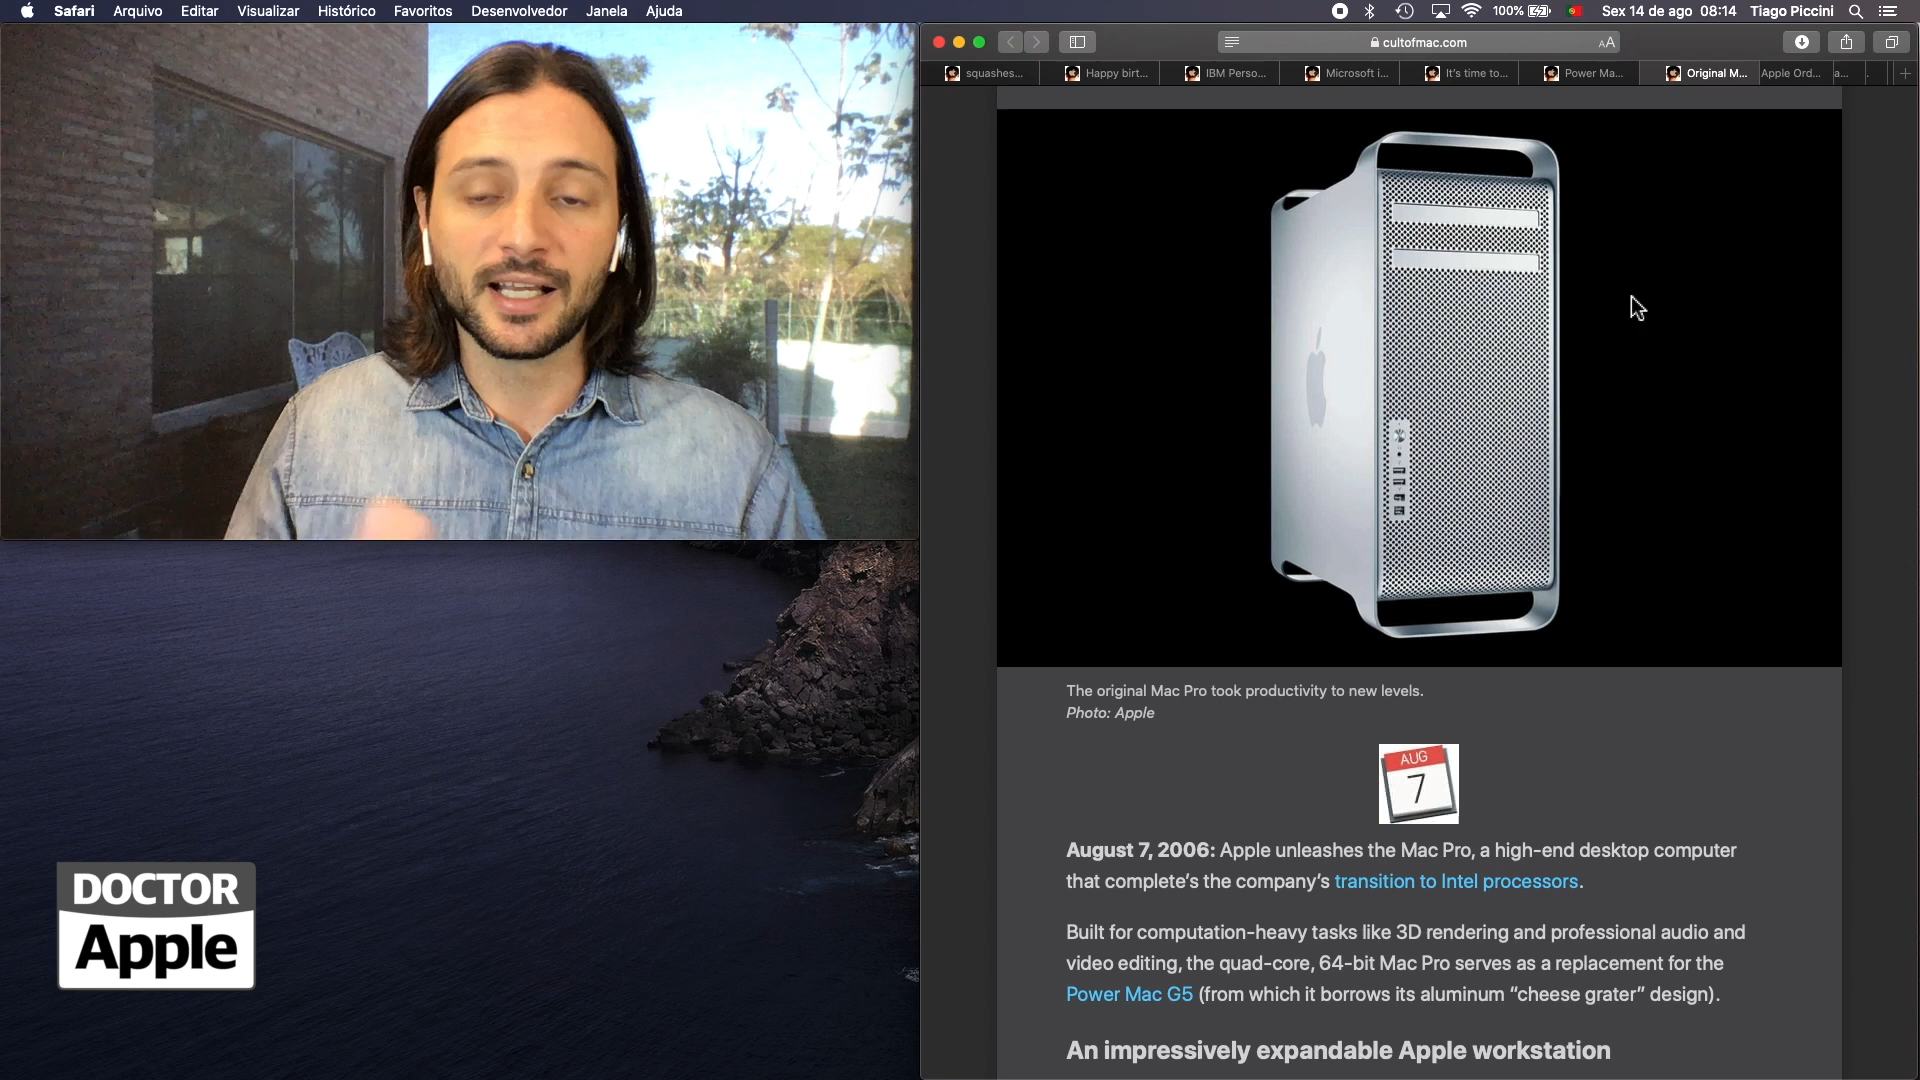 Safari Arquivo Editar Visualizar Histórico Favoritos Desenvolvedor Janela Ajuda
100% Sex 14 de ago 08:14 Tiago Piccini
cultofmac.com
AA
squashes... Happy birt... IBM Perso... Microsoft i... It's time to... Power Ma... Original M... Apple Ord... a...
The original Mac Pro took productivity to new levels.
Photo: Apple
AUG
7
August 7, 2006: Apple unleashes the Mac Pro, a high-end desktop computer
that complete's the company's transition to Intel processors.
Built for computation-heavy tasks like 3D rendering and professional audio and
video editing, the quad-core, 64-bit Mac Pro serves as a replacement for the
Power Mac G5 (from which it borrows its aluminum "cheese grater" design).
An impressively expandable Apple workstation
DOCTOR
Apple